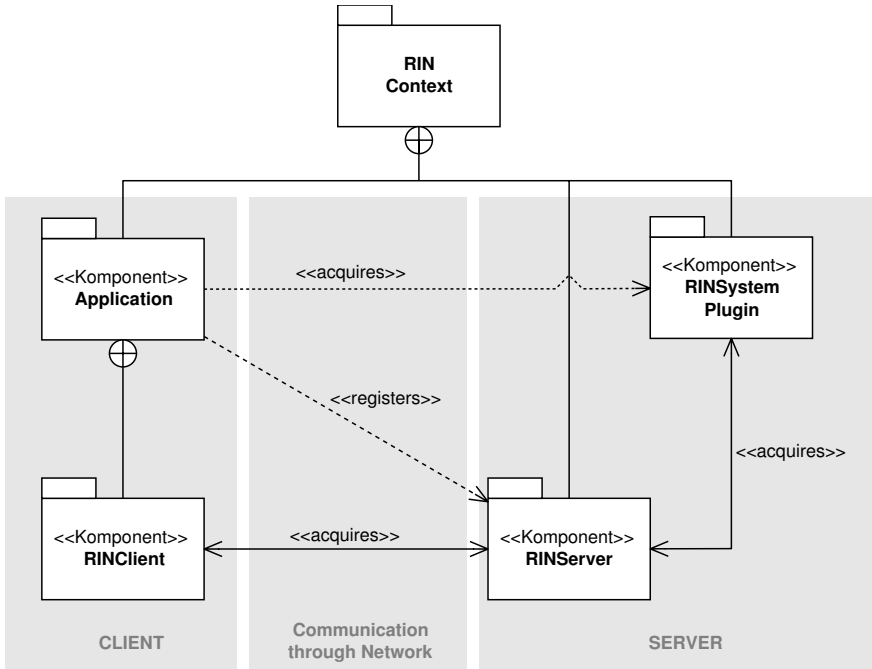 RIN
Context
<<Komponent>>
Application
<<acquires>>
<<Komponent>>
RINSystem
Plugin
<<registers>>
<<acquires>>
<<Komponent>>
RINClient
<<acquires>>
<<Komponent>>
RINServer
CLIENT
Communication
through Network
SERVER